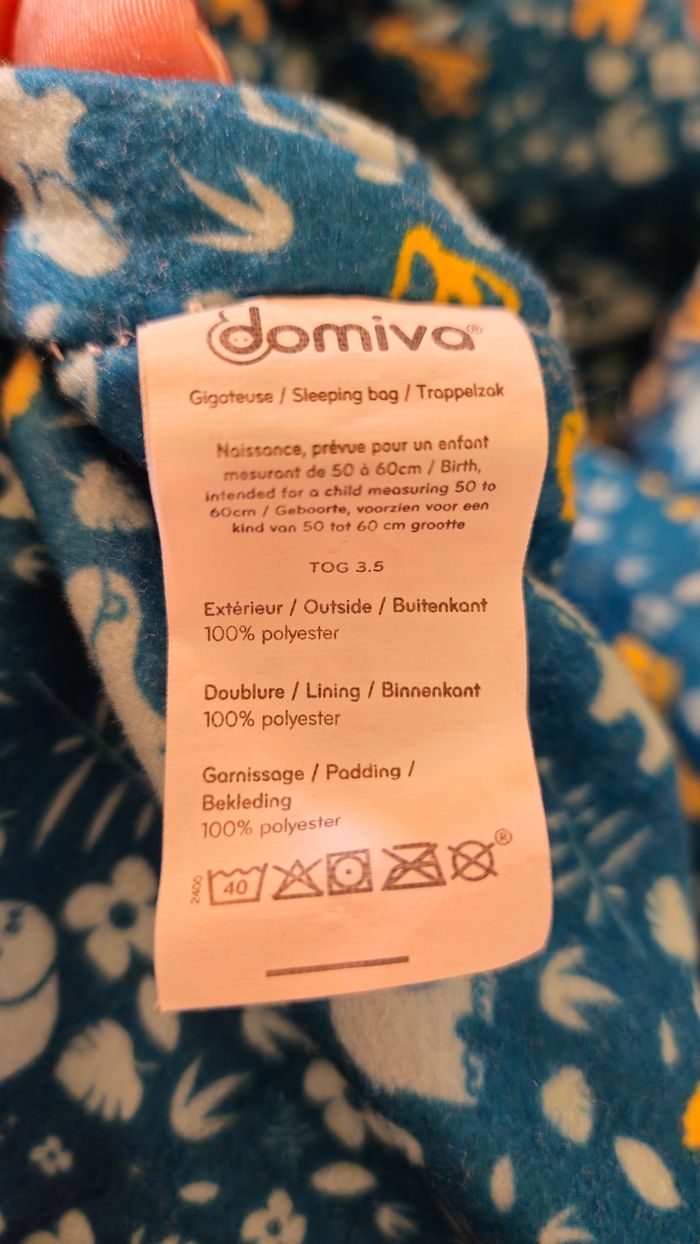 domiva®
Gigoteuse / Sleeping bag / Trappelzak
Naissance, prévue pour un enfant
mesurant de 50 à 60cm / Birth,
intended for a child measuring 50 to
60cm / Geboorte, voorzien voor een
kind van 50 tot 60 cm grootte
TOG 3.5
Extérieur / Outside / Buitenkant
100% polyester
Doublure / Lining / Binnenkant
100% polyester
Garnissage / Padding /
Bekleding
100% polyester
2400
40
®